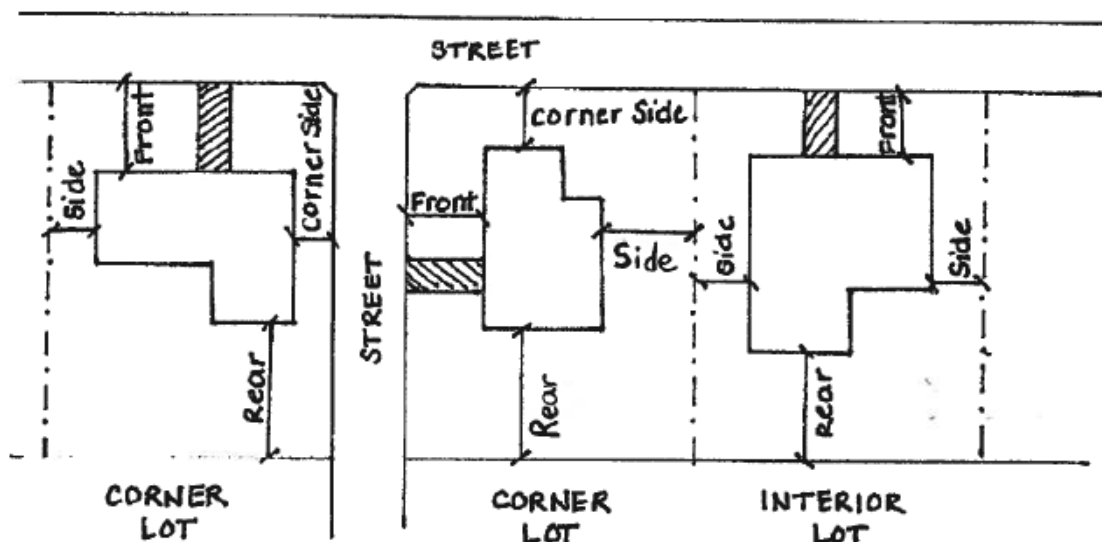 STREET
Front
Corner Side
Side
Rear
STREET
corner Side
Front
Side
Rear
Front
Side
Side
Rear
CORNER
LOT
CORNER
LOT
INTERIOR
LOT